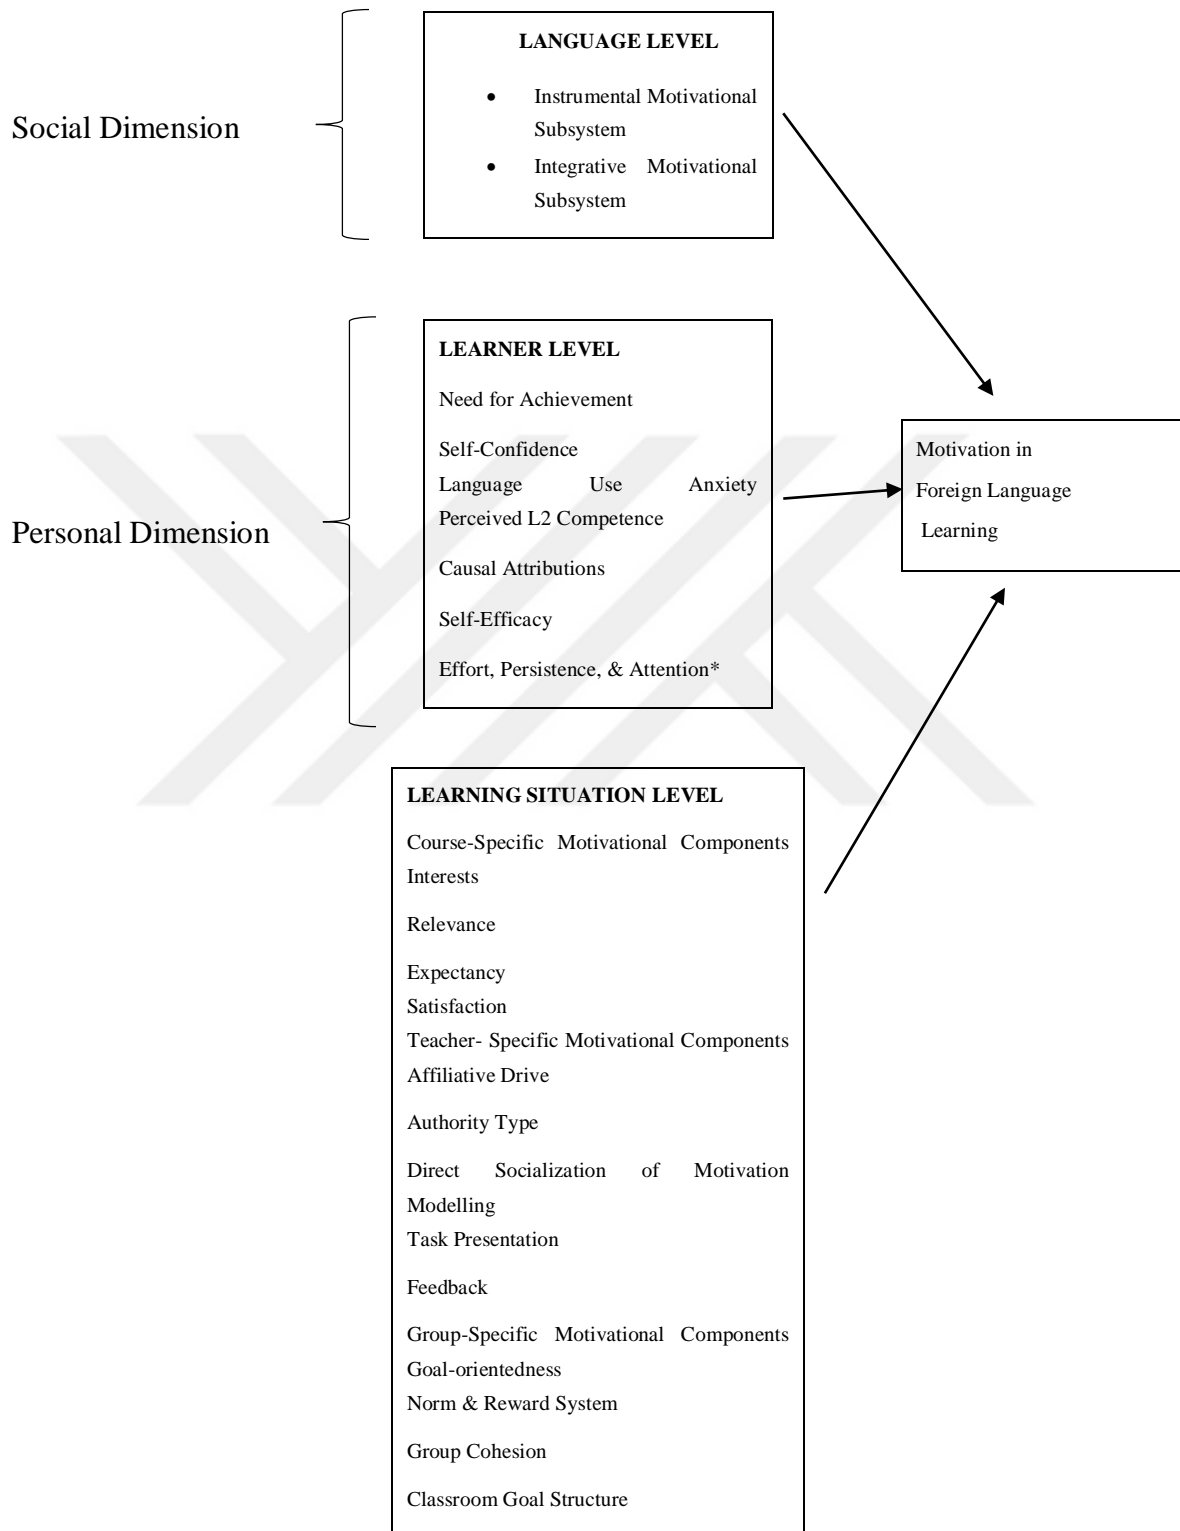 LANGUAGE LEVEL
• Instrumental Motivational
Subsystem
• Integrative Motivational
Subsystem
Social Dimension
LEARNER LEVEL
Need for Achievement
Self-Confidence
Language Use Anxiety
Perceived L2 Competence
Causal Attributions
Self-Efficacy
Effort, Persistence, & Attention*
Personal Dimension
Motivation in
Foreign Language
Learning
LEARNING SITUATION LEVEL
Course-Specific Motivational Components
Interests
Relevance
Expectancy
Satisfaction
Teacher- Specific Motivational Components
Affiliative Drive
Authority Type
Direct Socialization of Motivation
Modelling
Task Presentation
Feedback
Group-Specific Motivational Components
Goal-orientedness
Norm & Reward System
Group Cohesion
Classroom Goal Structure